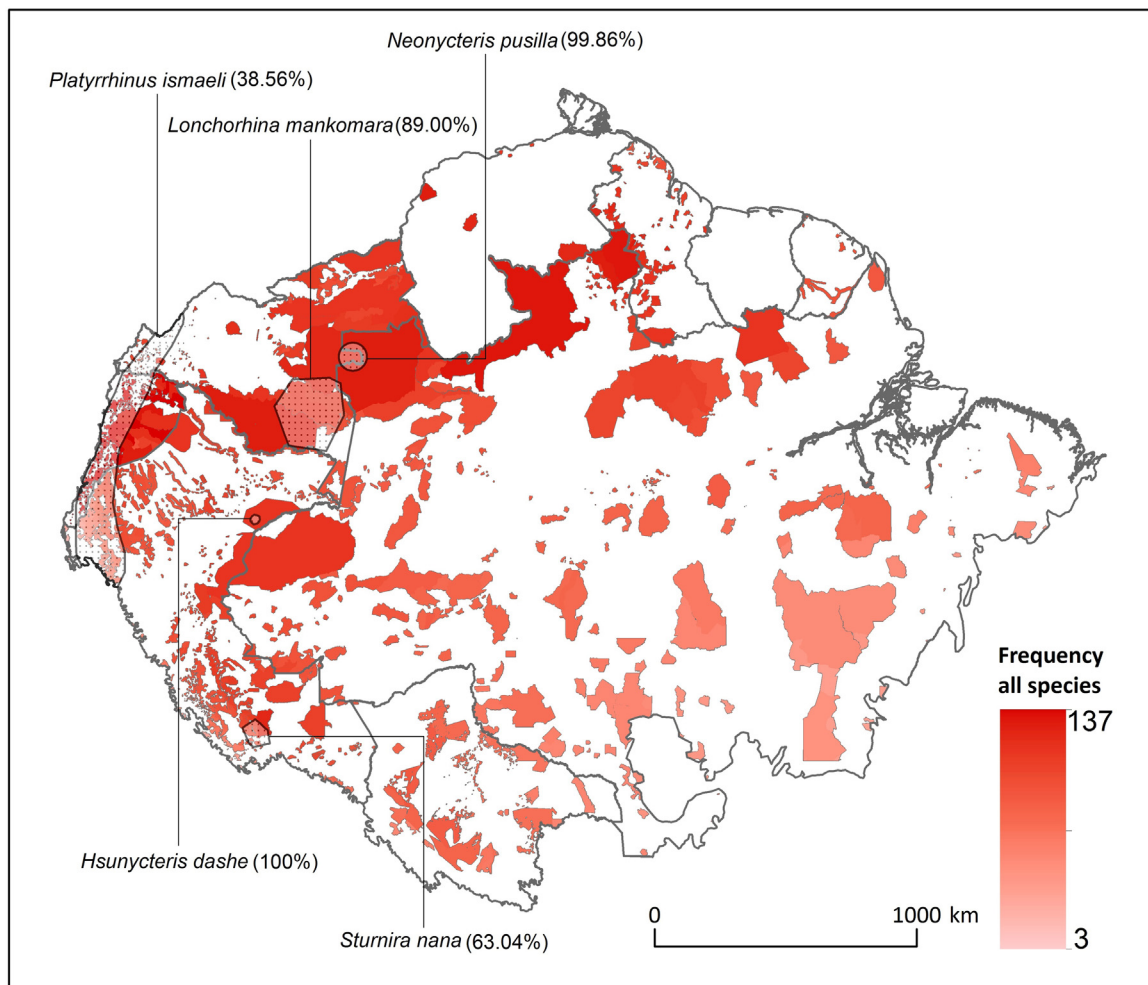 Neonycteris pusilla (99.86%)
Platyrrhinus ismaeli (38.56%)
Lonchorhina mankomara (89.00%)
Frequency
all species
137
3
Hsunycteris dashe (100%)
Sturnira nana (63.04%)
0 1000 km